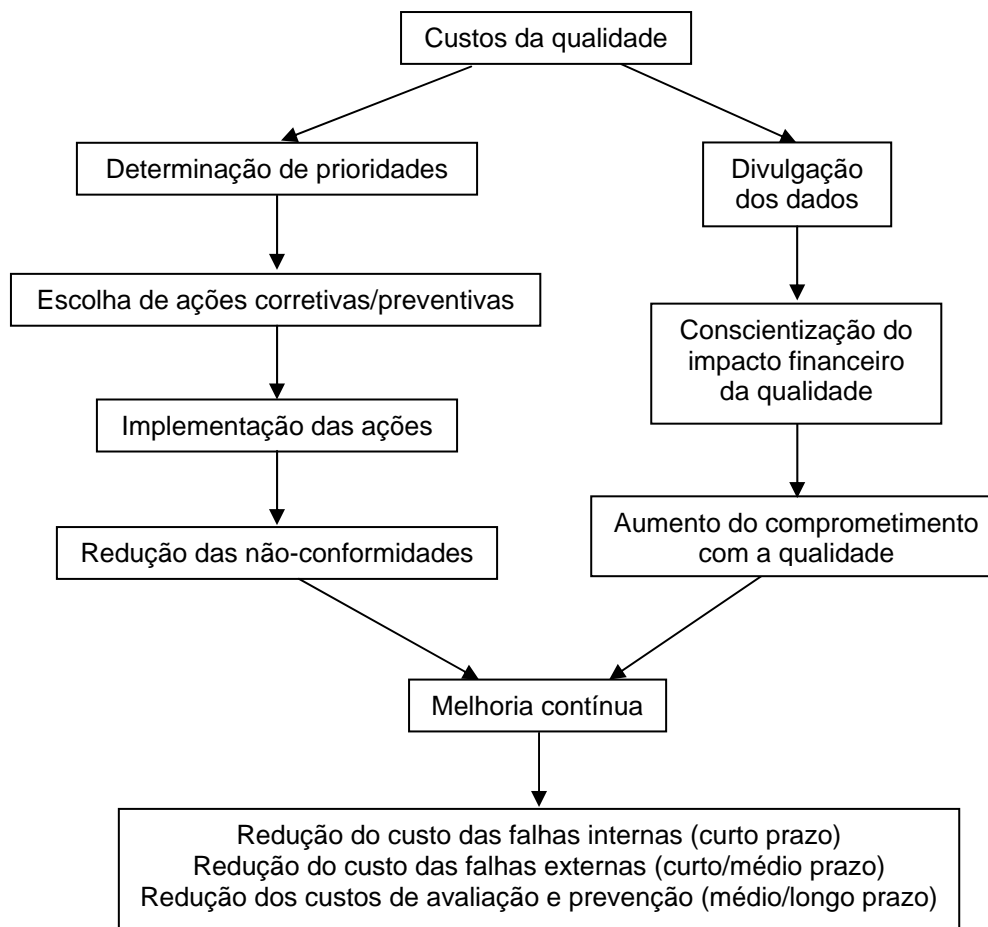 Custos da qualidade
Determinação de prioridades
Divulgação
dos dados
Escolha de ações corretivas/preventivas
Conscientização do
impacto financeiro
da qualidade
Implementação das ações
Aumento do comprometimento
com a qualidade
Redução das não-conformidades
Melhoria contínua
Redução do custo das falhas internas (curto prazo)
Redução do custo das falhas externas (curto/médio prazo)
Redução dos custos de avaliação e prevenção (médio/longo prazo)